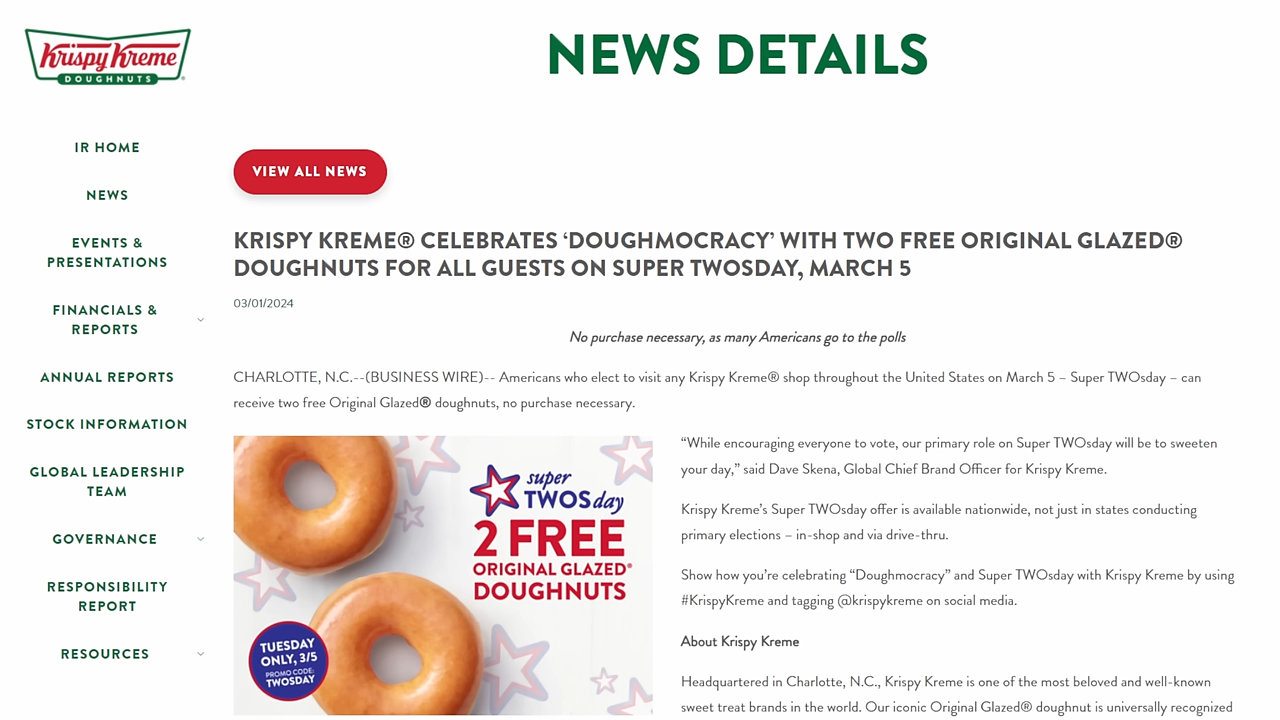 Krispy Kreme
DOUGHNUTS
NEWS DETAILS
IR HOME
NEWS
EVENTS &
PRESENTATIONS
FINANCIALS &
REPORTS
ANNUAL REPORTS
STOCK INFORMATION
GLOBAL LEADERSHIP
TEAM
GOVERNANCE
RESPONSIBILITY
REPORT
RESOURCES
VIEW ALL NEWS
KRISPY KREME® CELEBRATES ‘DOUGHMOCRACY’ WITH TWO FREE ORIGINAL GLAZED®
DOUGHNUTS FOR ALL GUESTS ON SUPER TWOSDAY, MARCH 5
03/01/2024
No purchase necessary, as many Americans go to the polls
CHARLOTTE, N.C.--(BUSINESS WIRE)-- Americans who elect to visit any Krispy Kreme® shop throughout the United States on March 5 – Super TWOsday – can
receive two free Original Glazed® doughnuts, no purchase necessary.
super
TWOSday
2 FREE
ORIGINAL GLAZED®
DOUGHNUTS
TUESDAY
ONLY, 3/5
PROMO CODE:
TWOSDAY
“While encouraging everyone to vote, our primary role on Super TWOsday will be to sweeten
your day,” said Dave Skena, Global Chief Brand Officer for Krispy Kreme.
Krispy Kreme’s Super TWOsday offer is available nationwide, not just in states conducting
primary elections – in-shop and via drive-thru.
Show how you’re celebrating “Doughmocracy” and Super TWOsday with Krispy Kreme by using
#KrispyKreme and tagging @krispykreme on social media.
About Krispy Kreme
Headquartered in Charlotte, N.C., Krispy Kreme is one of the most beloved and well-known
sweet treat brands in the world. Our iconic Original Glazed® doughnut is universally recognized